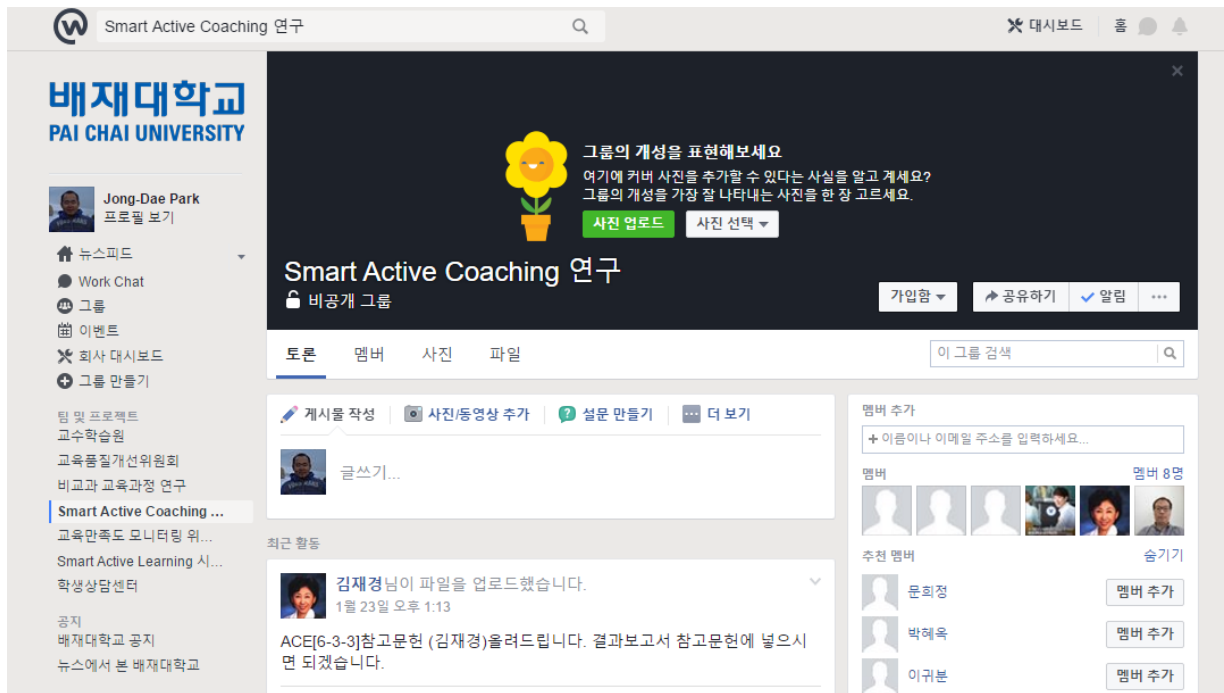 Smart Active Coaching 연구
대시보드
홈
배재대학교
PAI CHAI UNIVERSITY
Jong-Dae Park
프로필 보기
뉴스피드
Work Chat
그룹
이벤트
회사 대시보드
그룹 만들기
팀 및 프로젝트
교수학습원
교육품질개선위원회
비교과 교육과정 연구
Smart Active Coaching ...
교육만족도 모니터링 위...
Smart Active Learning 시...
학생상담센터
공지
배재대학교 공지
뉴스에서 본 배재대학교
그룹의 개성을 표현해보세요
여기에 커버 사진을 추가할 수 있다는 사실을 알고 계세요?
그룹의 개성을 가장 잘 나타내는 사진을 한 장 고르세요.
사진 업로드 사진 선택
Smart Active Coaching 연구
비공개 그룹
가입함 공유하기 알림 ...
토론 멤버 사진 파일
이 그룹 검색
게시물 작성 사진/동영상 추가 설문 만들기 더 보기
글쓰기...
최근 활동
김재경님이 파일을 업로드했습니다.
1월 23일 오후 1:13
ACE[6-3-3]참고문헌 (김재경)올려드립니다. 결과보고서 참고문헌에 넣으시
면 되겠습니다.
멤버 추가
+ 이름이나 이메일 주소를 입력하세요...
멤버 멤버 8명
추천 멤버 숨기기
문희정 멤버 추가
박혜옥 멤버 추가
이귀분 멤버 추가